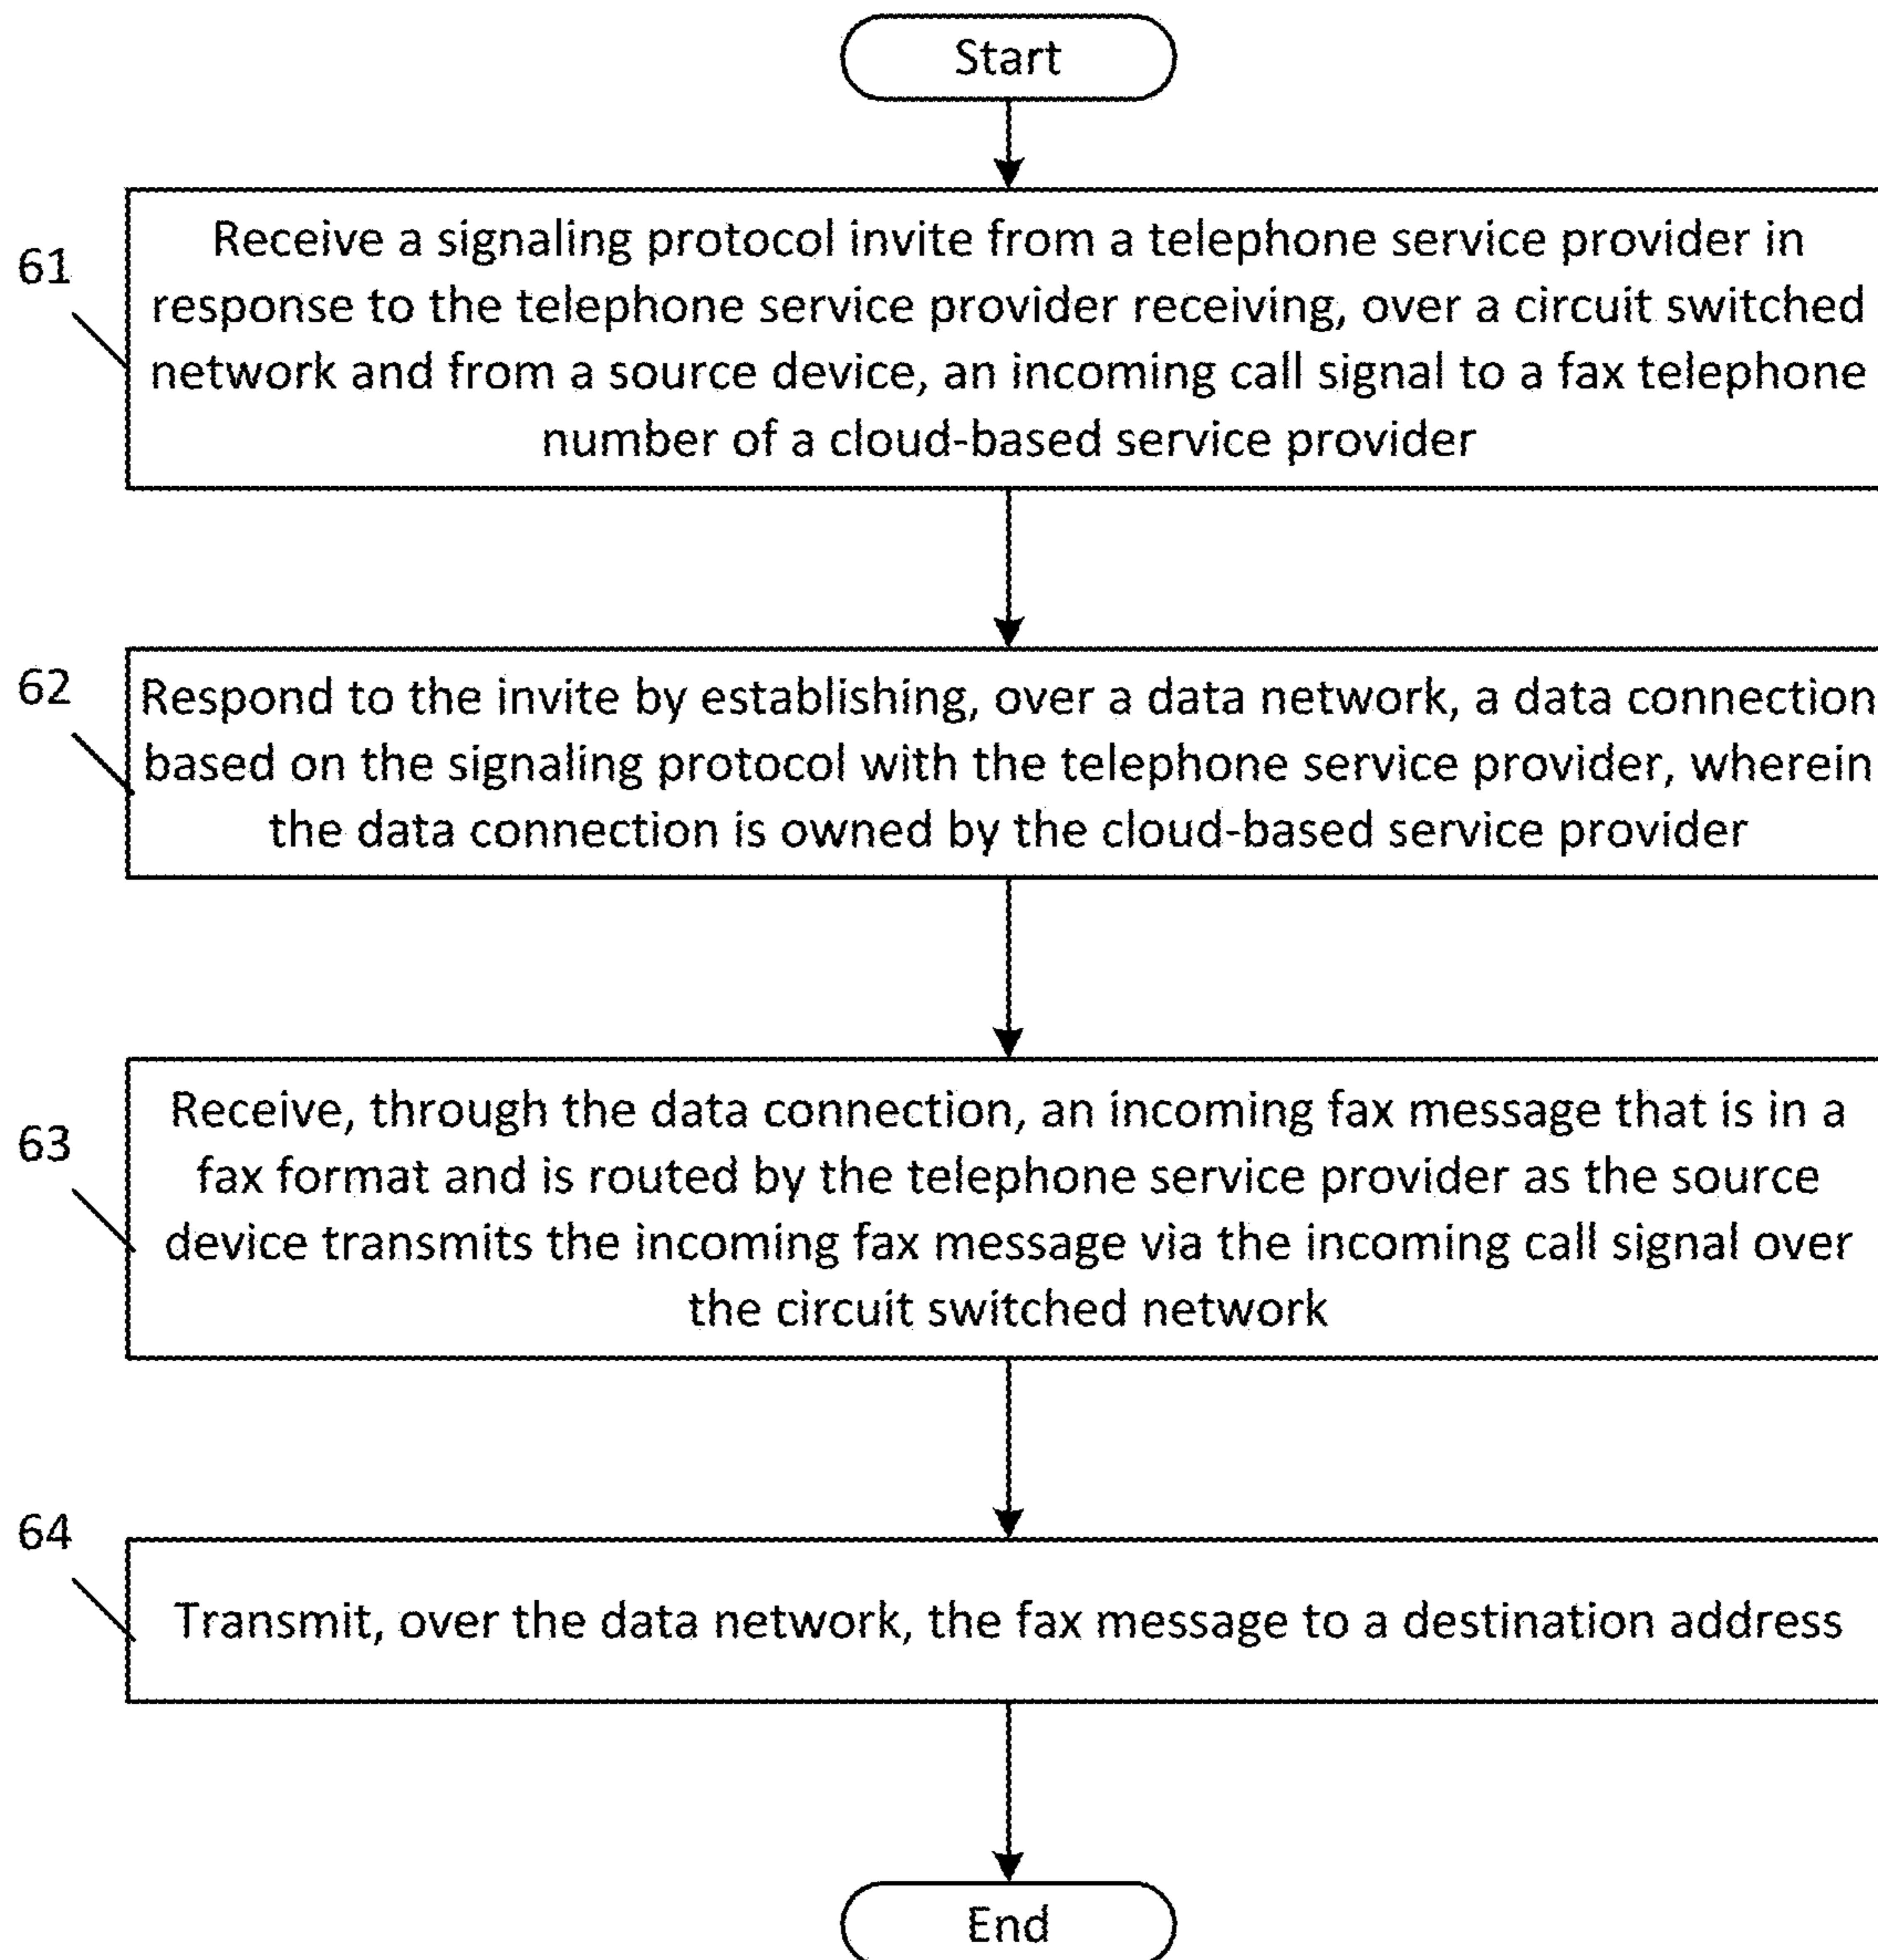 Start
61
Receive a signaling protocol invite from a telephone service provider in
response to the telephone service provider receiving, over a circuit switched
network and from a source device, an incoming call signal to a fax telephone
number of a cloud-based service provider
62
Respond to the invite by establishing, over a data network, a data connection
based on the signaling protocol with the telephone service provider, wherein
the data connection is owned by the cloud-based service provider
63
Receive, through the data connection, an incoming fax message that is in a
fax format and is routed by the telephone service provider as the source
device transmits the incoming fax message via the incoming call signal over
the circuit switched network
64
Transmit, over the data network, the fax message to a destination address
End